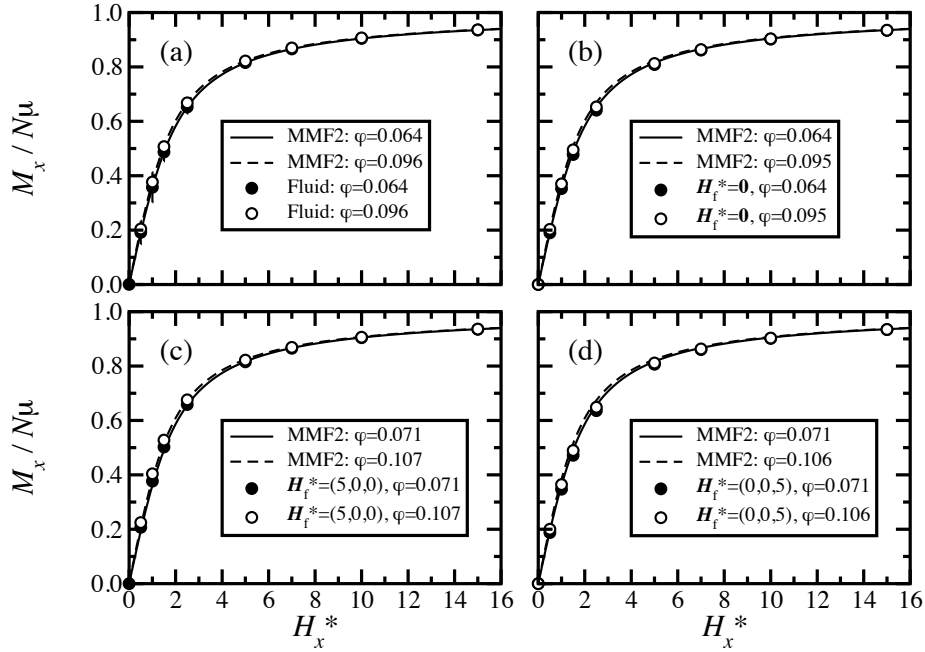 1.0
0.8
0.6
0.4
0.2
0.0
M_x / Nμ
(a)
MMF2: φ=0.064
MMF2: φ=0.096
Fluid: φ=0.064
Fluid: φ=0.096
(b)
MMF2: φ=0.064
MMF2: φ=0.095
H_f*=0, φ=0.064
H_f*=0, φ=0.095
1.0
0.8
0.6
0.4
0.2
0.0
M_x / Nμ
(c)
MMF2: φ=0.071
MMF2: φ=0.107
H_f*=(5,0,0), φ=0.071
H_f*=(5,0,0), φ=0.107
0 2 4 6 8 10 12 14 16
H_x*
(d)
MMF2: φ=0.071
MMF2: φ=0.106
H_f*=(0,0,5), φ=0.071
H_f*=(0,0,5), φ=0.106
0 2 4 6 8 10 12 14 16
H_x*